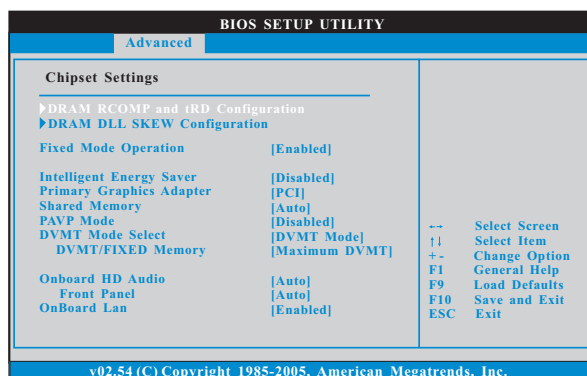 BIOS SETUP UTILITY
Advanced
Chipset Settings
DRAM RCOMP and tRD Configuration
DRAM DLL SKEW Configuration
Fixed Mode Operation [Enabled]
Intelligent Energy Saver [Disabled]
Primary Graphics Adapter [PCI]
Shared Memory [Auto]
PAVP Mode [Disabled]
DVMT Mode Select [DVMT Mode]
DVMT/FIXED Memory [Maximum DVMT]
Onboard HD Audio [Auto]
Front Panel [Auto]
OnBoard Lan [Enabled]
←→ Select Screen
↑↓ Select Item
+ - Change Option
F1 General Help
F9 Load Defaults
F10 Save and Exit
ESC Exit
v02.54 (C) Copyright 1985-2005, American Megatrends, Inc.